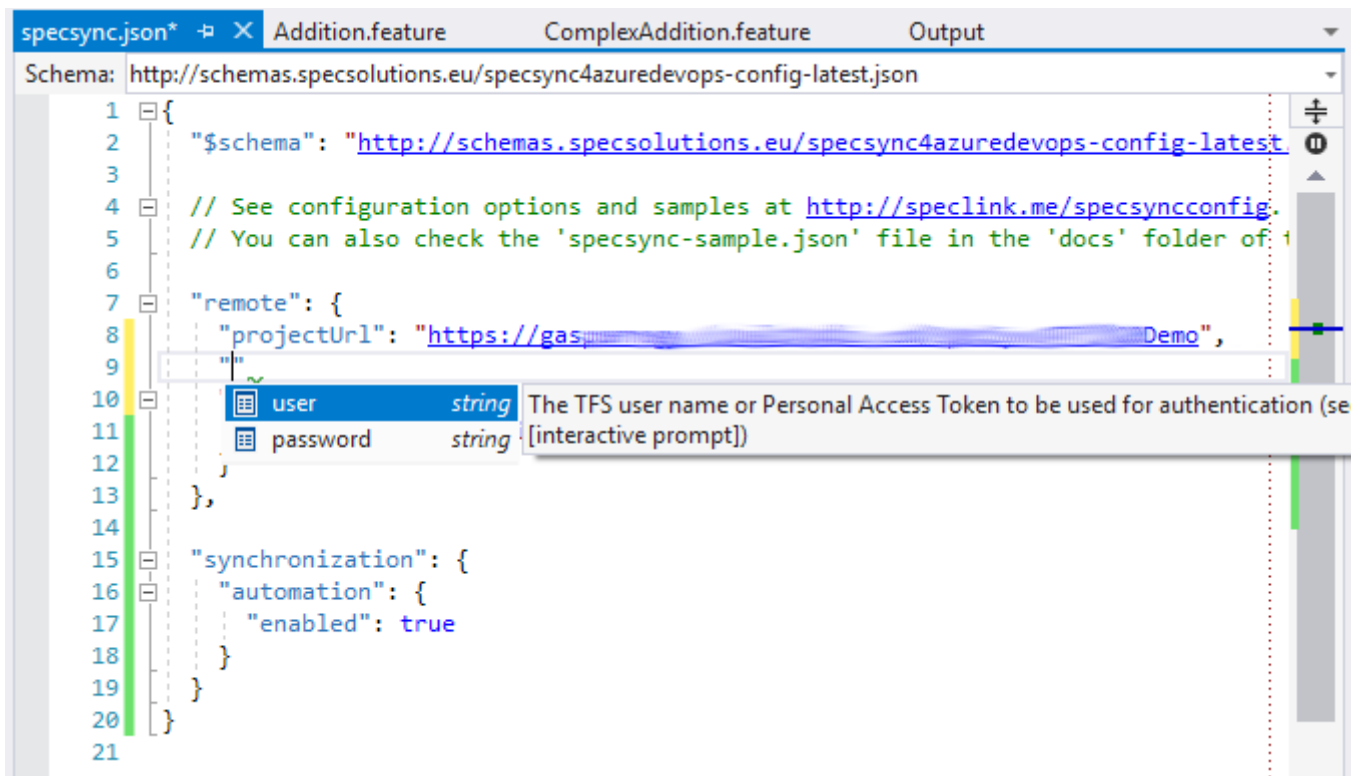 specsync.json* Addition.feature ComplexAddition.feature Output
Schema: http://schemas.specsolutions.eu/specsync4azuredevops-config-latest.json
1 {
2 "$schema": "http://schemas.specsolutions.eu/specsync4azuredevops-config-latest.
3
4 // See configuration options and samples at http://speclink.me/specsyncconfig.
5 // You can also check the 'specsync-sample.json' file in the 'docs' folder of
6
7 "remote": {
8 "projectUrl": "https://gas Demo",
9 ""
10 user string The TFS user name or Personal Access Token to be used for authentication (se
11 password string [interactive prompt])
12 }
13 },
14
15 "synchronization": {
16 "automation": {
17 "enabled": true
18 }
19 }
20 }
21